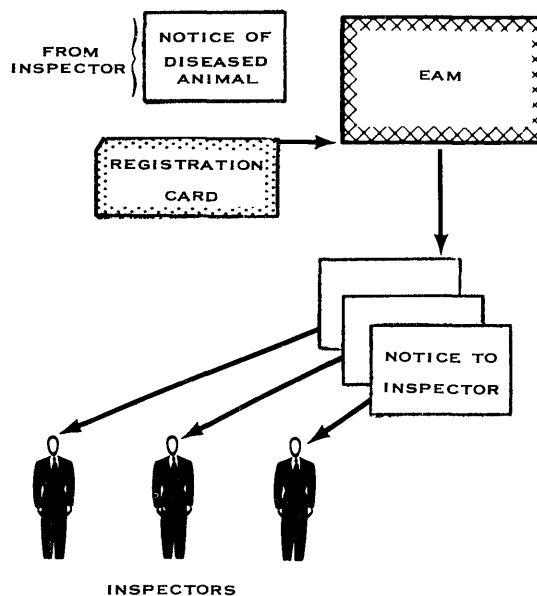 FROM
INSPECTOR
NOTICE OF
DISEASED
ANIMAL
EAM
REGISTRATION
CARD
NOTICE TO
INSPECTOR
INSPECTORS